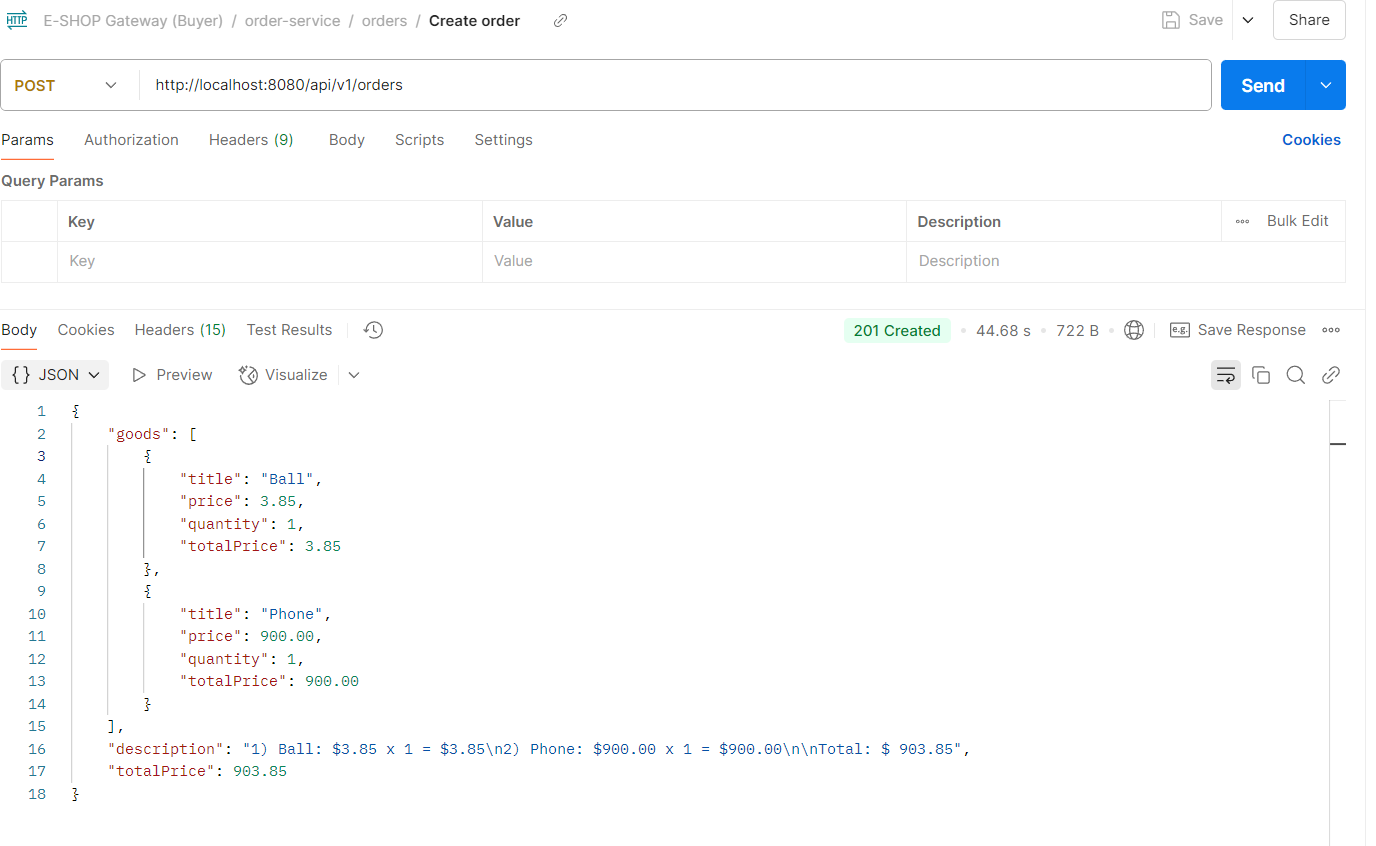 HTTP E-SHOP Gateway (Buyer) / order-service / orders / Create order Save Share
POST http://localhost:8080/api/v1/orders Send
Params Authorization Headers (9) Body Scripts Settings Cookies
Query Params
Key Value Description Bulk Edit
Key Value Description
Body Cookies Headers (15) Test Results 201 Created 44.68 s 722 B e.g. Save Response
{} JSON Preview Visualize
1 {
2 "goods": [
3 {
4 "title": "Ball",
5 "price": 3.85,
6 "quantity": 1,
7 "totalPrice": 3.85
8 },
9 {
10 "title": "Phone",
11 "price": 900.00,
12 "quantity": 1,
13 "totalPrice": 900.00
14 }
15 ],
16 "description": "1) Ball: $3.85 x 1 = $3.85\n2) Phone: $900.00 x 1 = $900.00\n\nTotal: $ 903.85",
17 "totalPrice": 903.85
18 }